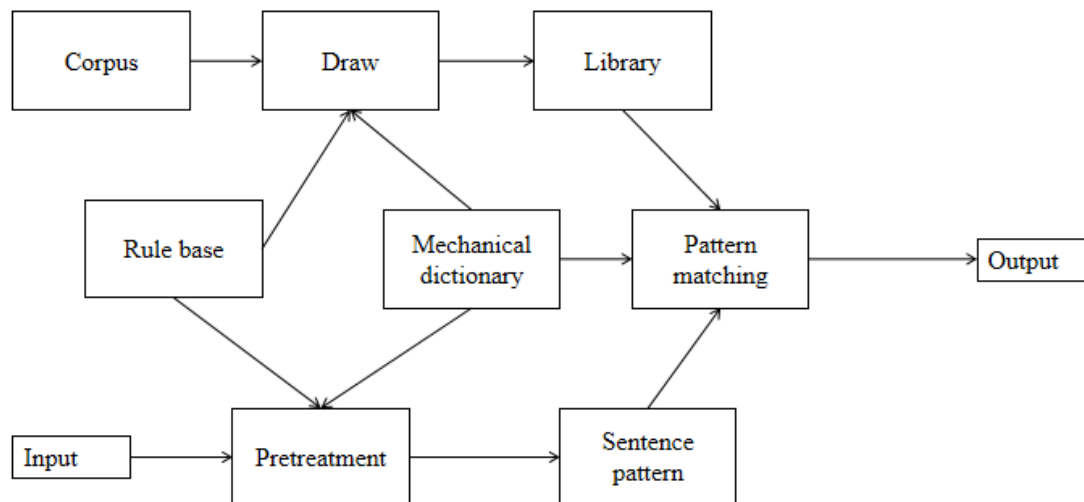 Corpus
Draw
Library
Rule base
Mechanical
dictionary
Pattern
matching
Output
Input
Pretreatment
Sentence
pattern